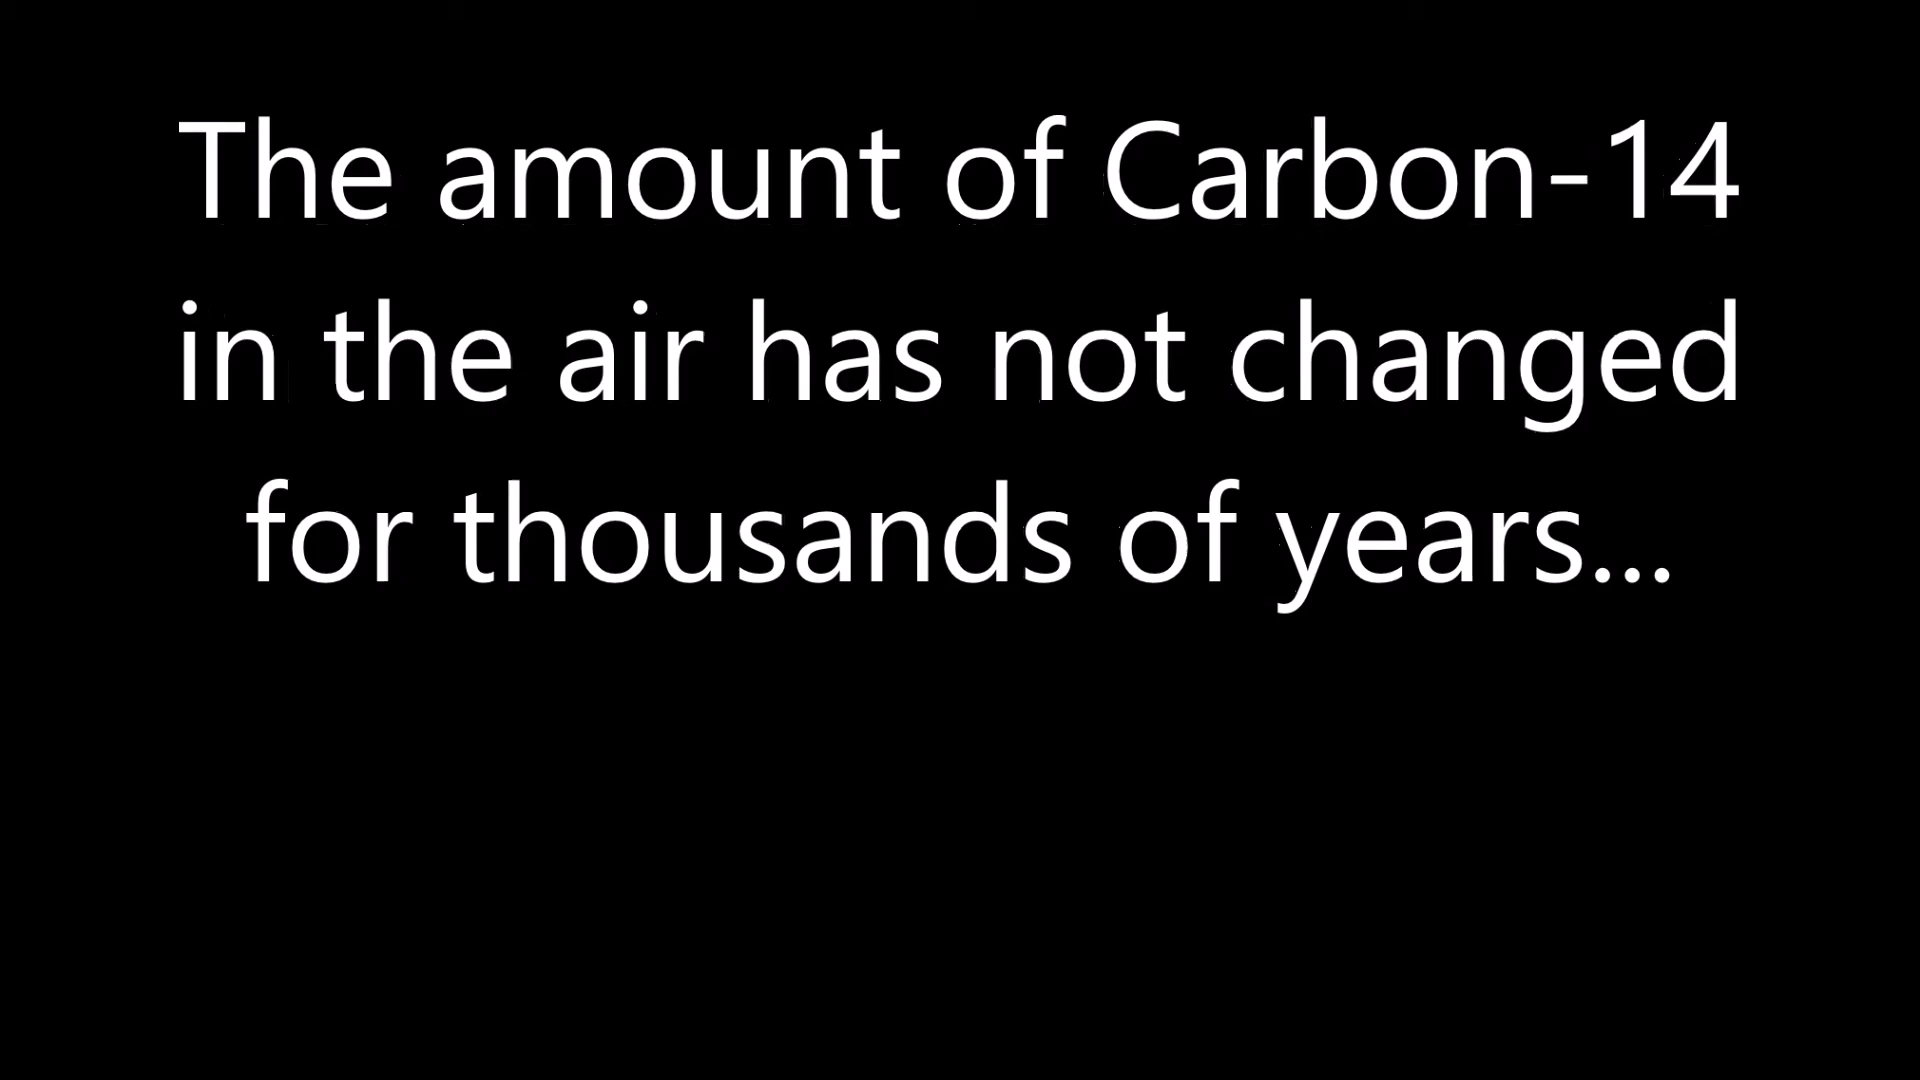 The amount of Carbon-14
in the air has not changed
for thousands of years...